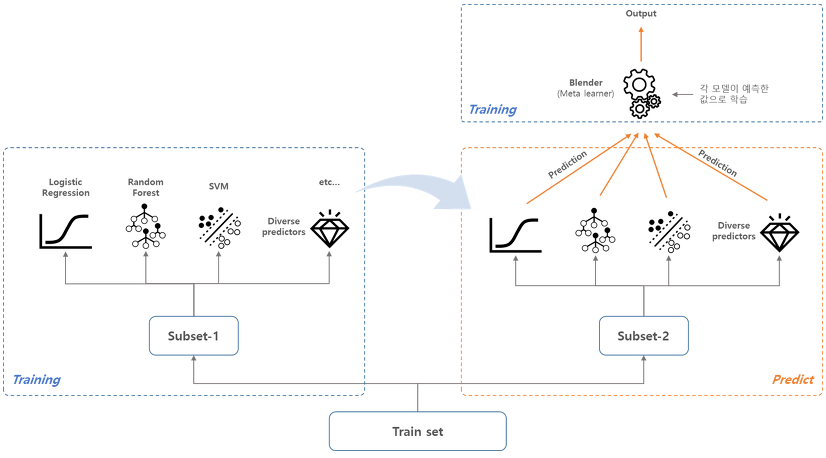 Output
Blender
(Meta learner)
각 모델이 예측한
값으로 학습
Training
Logistic
Regression
Random
Forest
SVM
etc...
Diverse
predictors
Subset-1
Training
Prediction
Prediction
Diverse
predictors
Subset-2
Predict
Train set